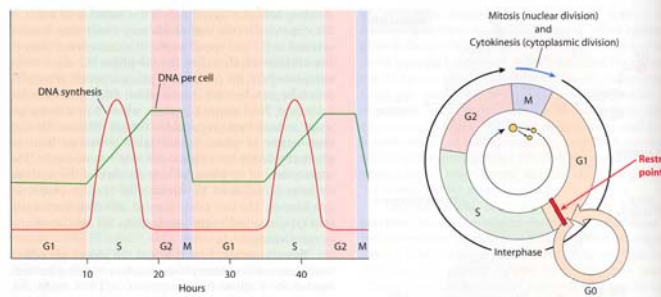 DNA synthesis
DNA per cell
G1 S G2 M G1 S G2 M
10 20 30 40
Hours
Mitosis (nuclear division)
and
Cytokinesis (cytoplasmic division)
M
G2
G1
S
Restr
point
Interphase
G0